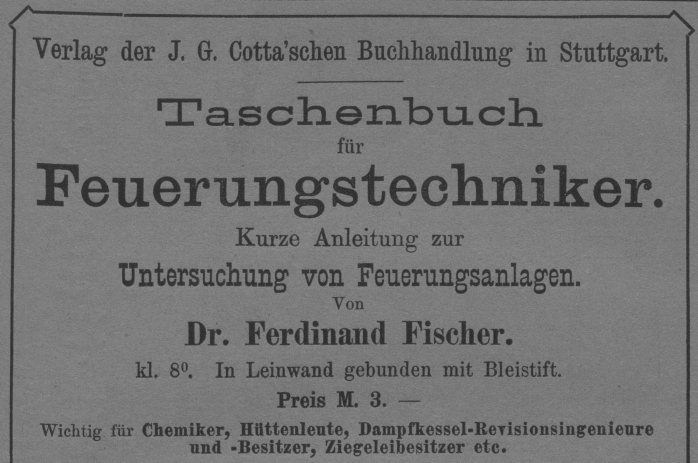 Verlag der J. G. Cotta'schen Buchhandlung in Stuttgart.
Taschenbuch
für
Feuerungstechniker.
Kurze Anleitung zur
Untersuchung von Feuerungsanlagen.
Von
Dr. Ferdinand Fischer.
kl. 8⁰. In Leinwand gebunden mit Bleistift.
Preis M. 3. —
Wichtig für Chemiker, Hüttenleute, Dampfkessel-Revisionsingenieure
und -Besitzer, Ziegeleibesitzer etc.